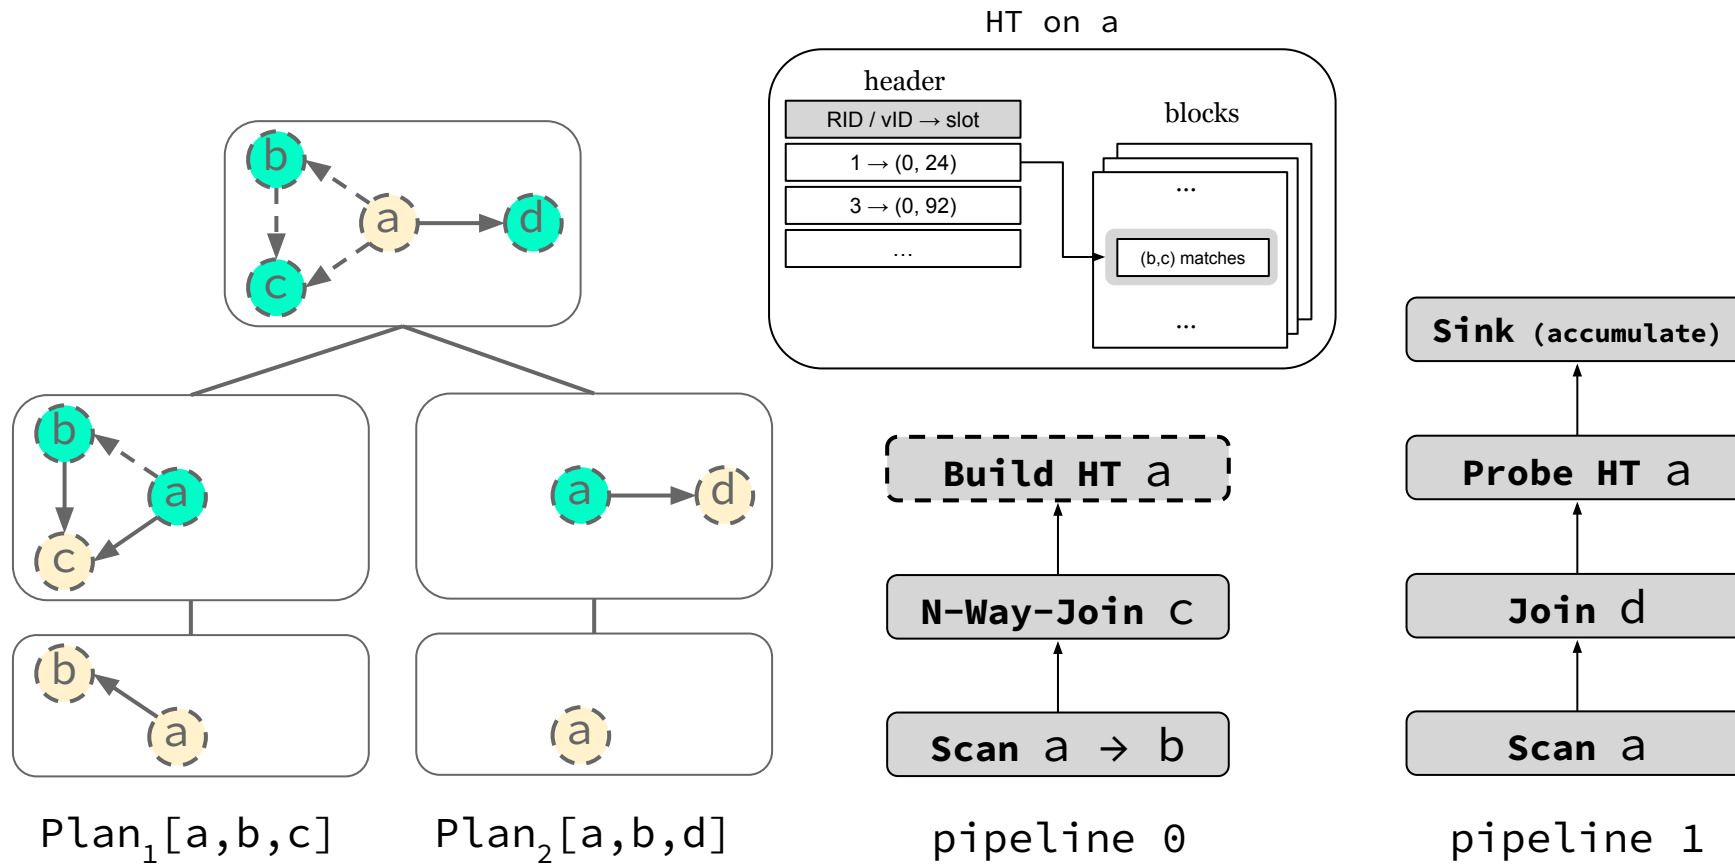 HT on a
header
RID / vID → slot
1 → (0, 24)
3 → (0, 92)
...
blocks
...
(b,c) matches
...
b
a
d
c
b
a
c
a
d
b
a
a
Plan1[a,b,c]
Plan2[a,b,d]
Build HT a
N-Way-Join c
Scan a → b
pipeline 0
Sink (accumulate)
Probe HT a
Join d
Scan a
pipeline 1